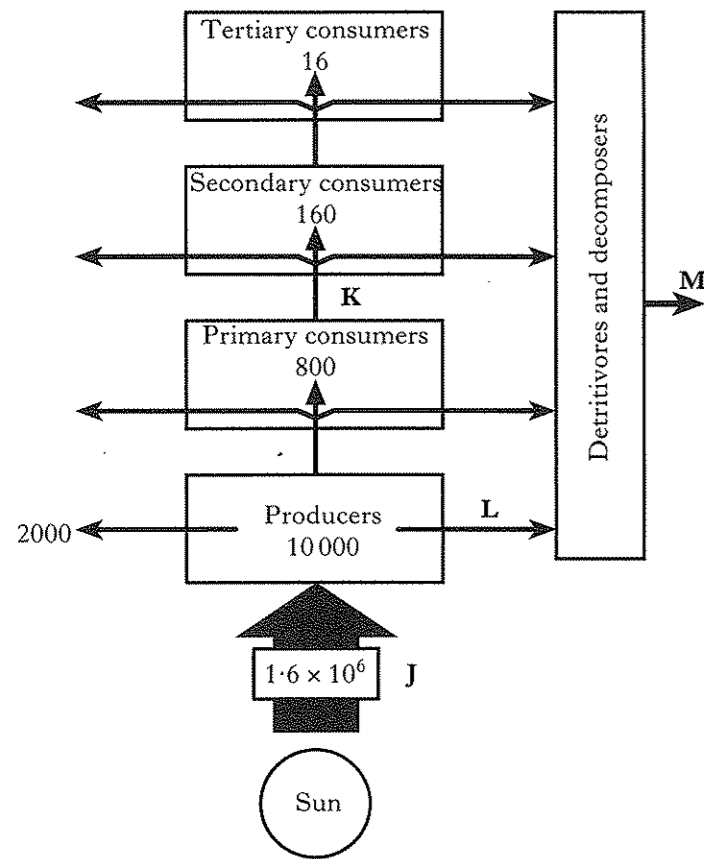 Tertiary consumers
16
Secondary consumers
160
K
M
Detritivores and decomposers
Primary consumers
800
Producers
10 000
L
2000
1·6 × 10⁶
J
Sun